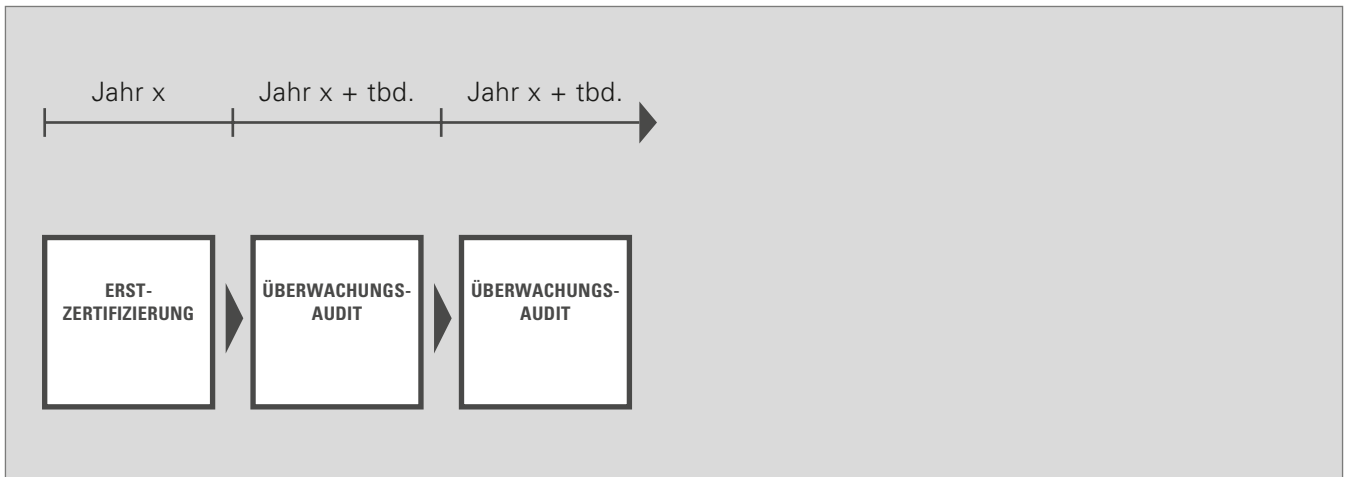 Jahr x
Jahr x + tbd.
Jahr x + tbd.
ERST-
ZERTIFIZIERUNG
ÜBERWACHUNGS-
AUDIT
ÜBERWACHUNGS-
AUDIT